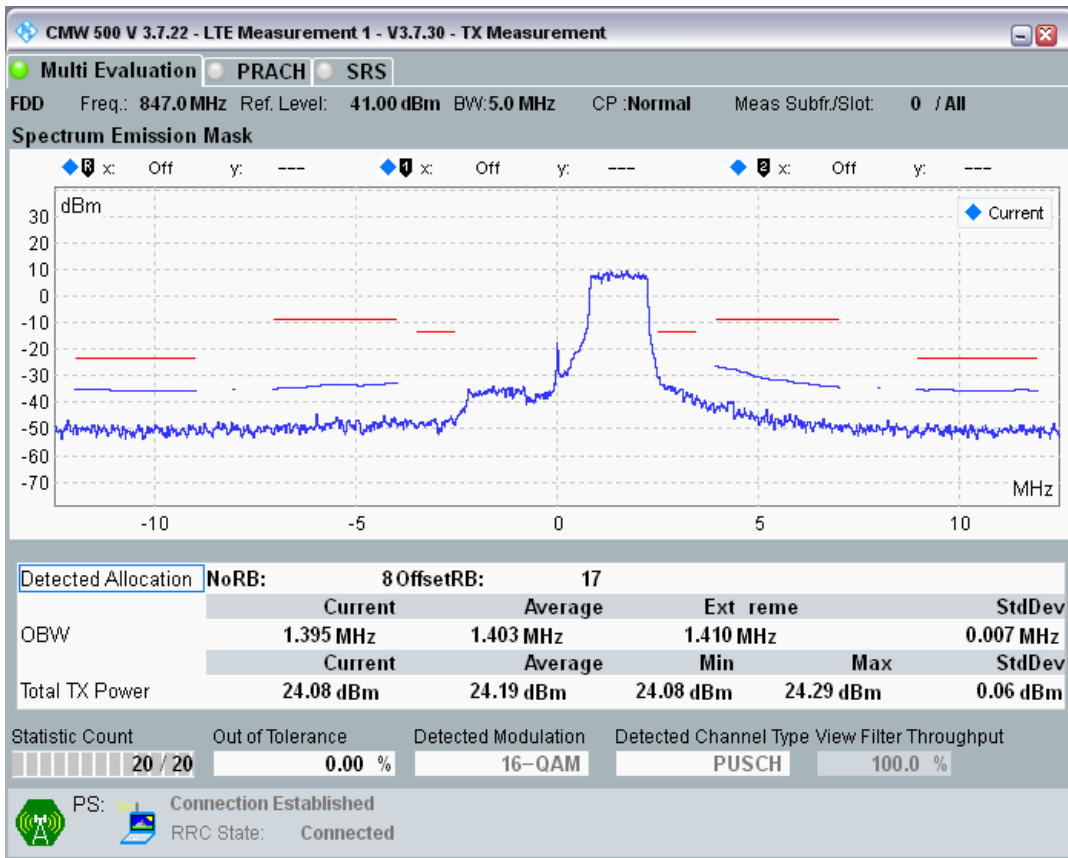 CMW 500 V 3.7.22 - LTE Measurement 1 - V3.7.30 - TX Measurement
Multi Evaluation PRACH SRS
FDD Freq.: 847.0 MHz Ref. Level: 41.00 dBm BW:5.0 MHz CP :Normal Meas Subfr./Slot: 0 / All
Spectrum Emission Mask
R x: Off y: --- 1 x: Off y: --- 2 x: Off y: ---
dBm
Current
30
20
10
0
-10
-20
-30
-40
-50
-60
-70
MHz
-10 -5 0 5 10
Detected Allocation NoRB: 8 OffsetRB: 17
Current Average Ext reme StdDev
OBW 1.395 MHz 1.403 MHz 1.410 MHz 0.007 MHz
Current Average Min Max StdDev
Total TX Power 24.08 dBm 24.19 dBm 24.08 dBm 24.29 dBm 0.06 dBm
Statistic Count Out of Tolerance Detected Modulation Detected Channel Type View Filter Throughput
20 / 20 0.00 % 16-QAM PUSCH 100.0 %
PS: Connection Established
RRC State: Connected